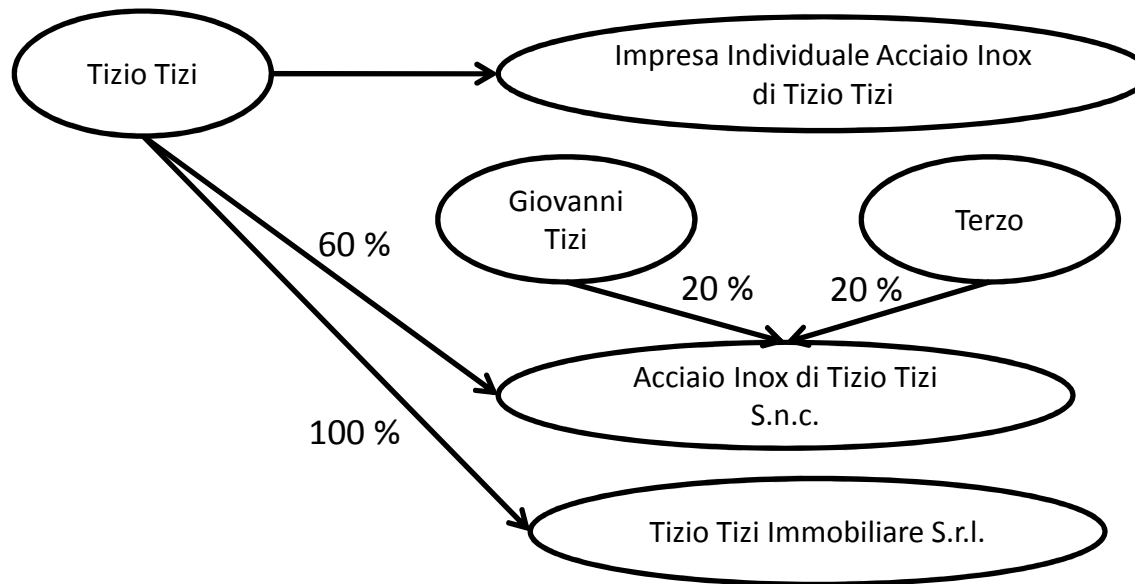 Tizio Tizi
Impresa Individuale Acciaio Inox
di Tizio Tizi
Giovanni
Tizi
Terzo
60 %
20 %
20 %
Acciaio Inox di Tizio Tizi
S.n.c.
100 %
Tizio Tizi Immobiliare S.r.l.